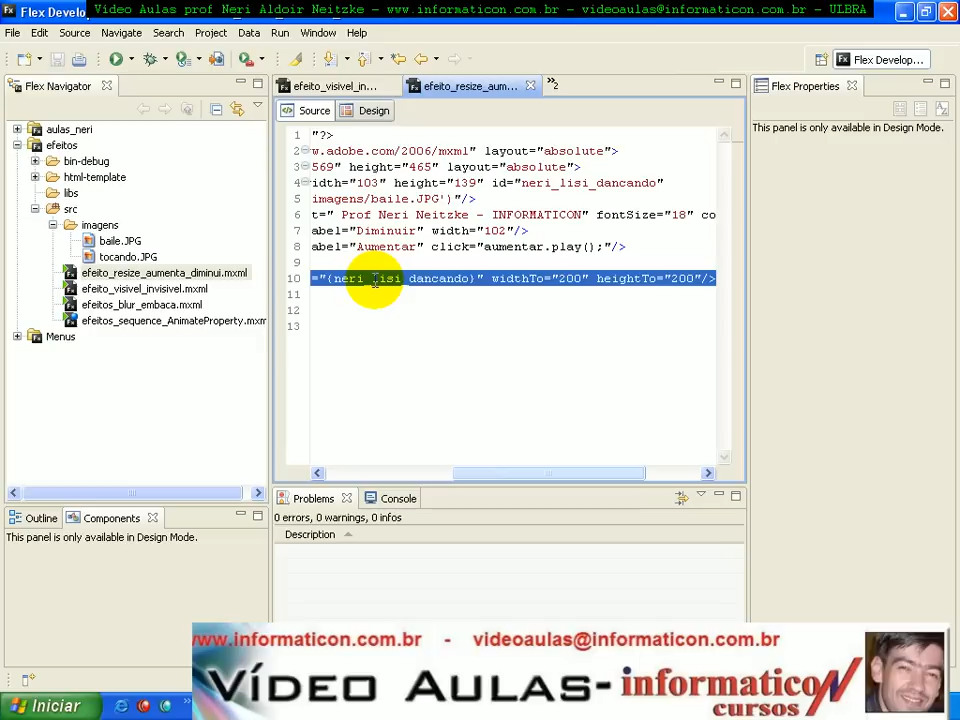 Flex Develo
Vídeo Aulas prof Neri Aldoir Neitzke – www.informaticon.com.br – videoaulas@informaticon.com.br – ULBRA
File Edit Source Navigate Search Project Data Run Window Help
Flex Develop...
Flex Navigator
efeito_visivel_in...
efeito_resize_aum...
»2
Flex Properties
Source
Design
This panel is only available in Design Mode.
aulas_neri
efeitos
bin-debug
html-template
libs
src
imagens
baile.JPG
tocando.JPG
efeito_resize_aumenta_diminui.mxml
efeito_visivel_invisivel.mxml
efeitos_blur_embaca.mxml
efeitos_sequence_AnimateProperty.mxm
Menus
1 "?>
2 w.adobe.com/2006/mxml" layout="absolute">
3 569" height="465" layout="absolute">
4 idth="103" height="139" id="neri_lisi_dancando"
5 imagens/baile.JPG')"/>
6 t=" Prof Neri Neitzke - INFORMATICON" fontSize="18" co
7 abel="Diminuir" width="102"/>
8 abel="Aumentar" click="aumentar.play();"/>
9
10 ="{neri_lisi_dancando}" widthTo="200" heightTo="200"/>
11
12
13
Outline
Components
This panel is only available in Design Mode.
Problems
Console
0 errors, 0 warnings, 0 infos
Description
www.informaticon.com.br - videoaulas@informaticon.com.br
VÍDEO AULAS- informaticoN
cursos
Iniciar